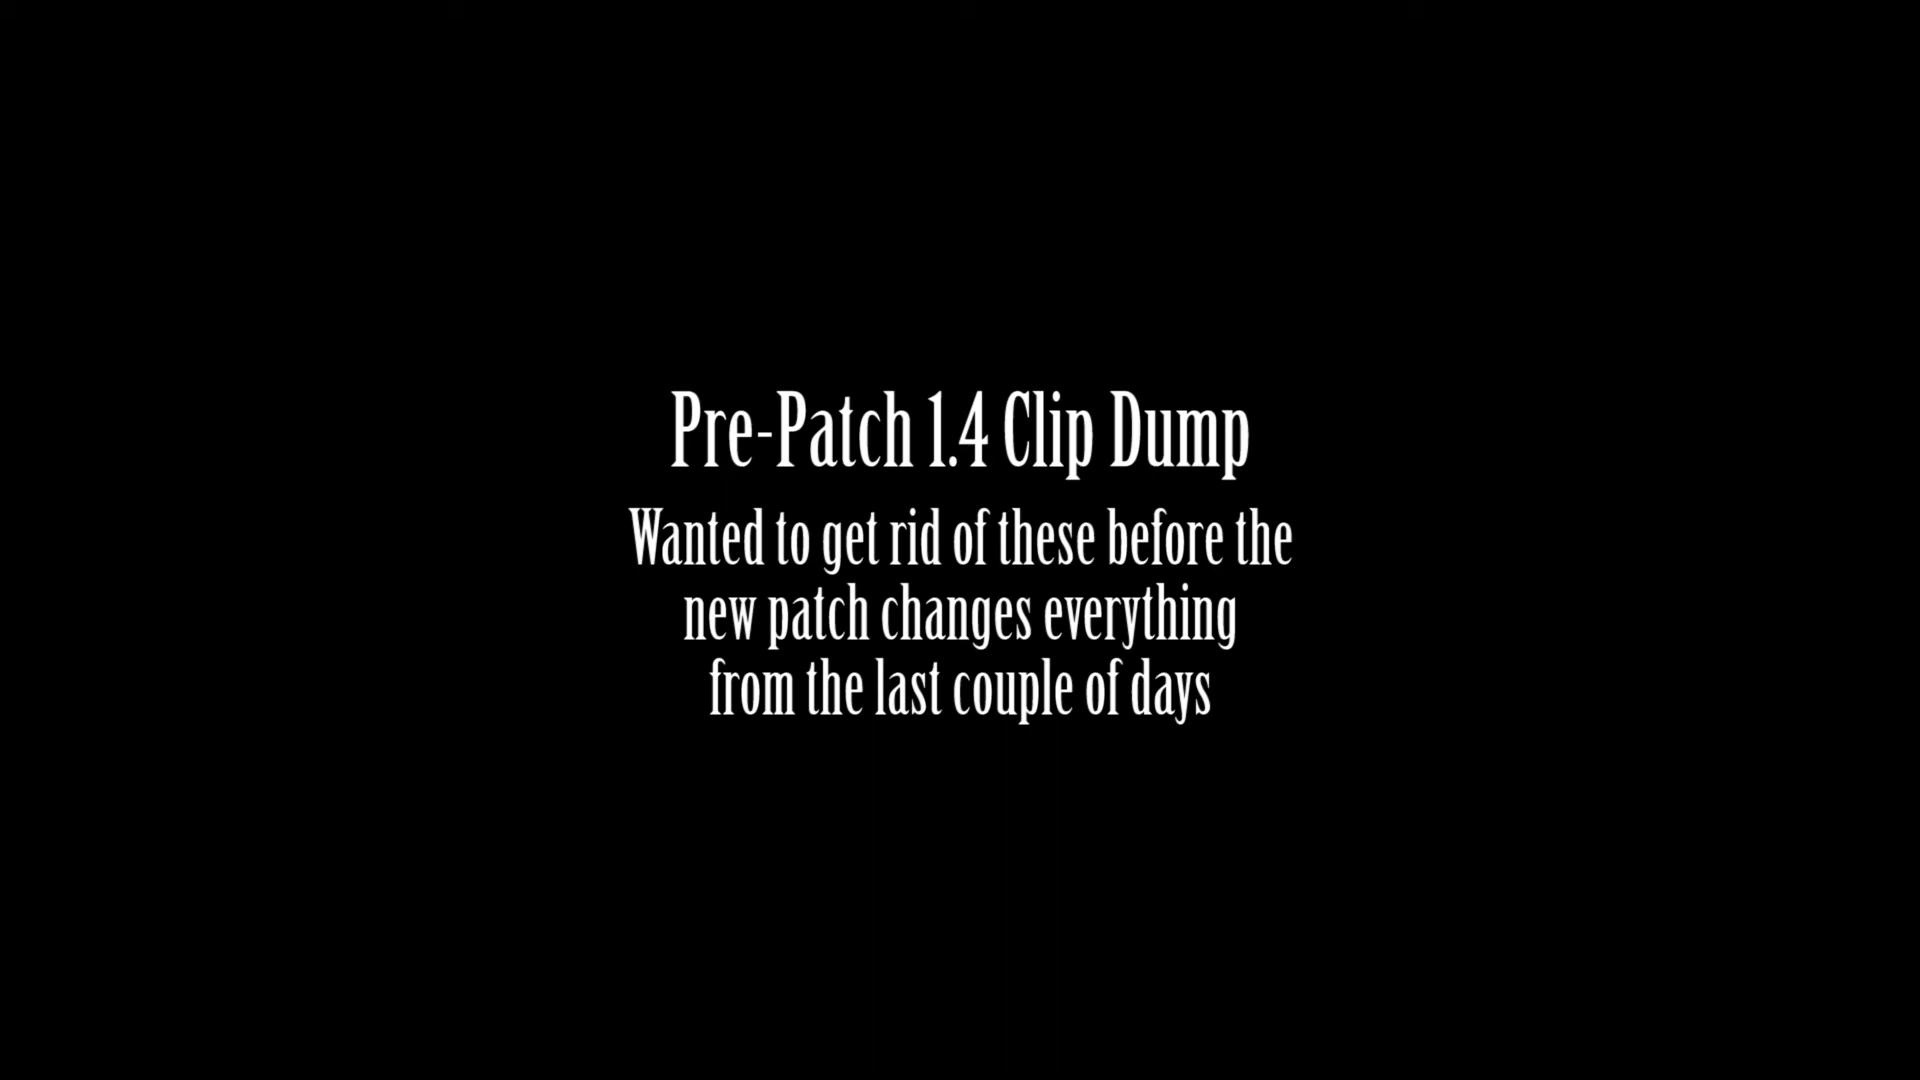 Pre-Patch 1.4 Clip Dump
Wanted to get rid of these before the
new patch changes everything
from the last couple of days